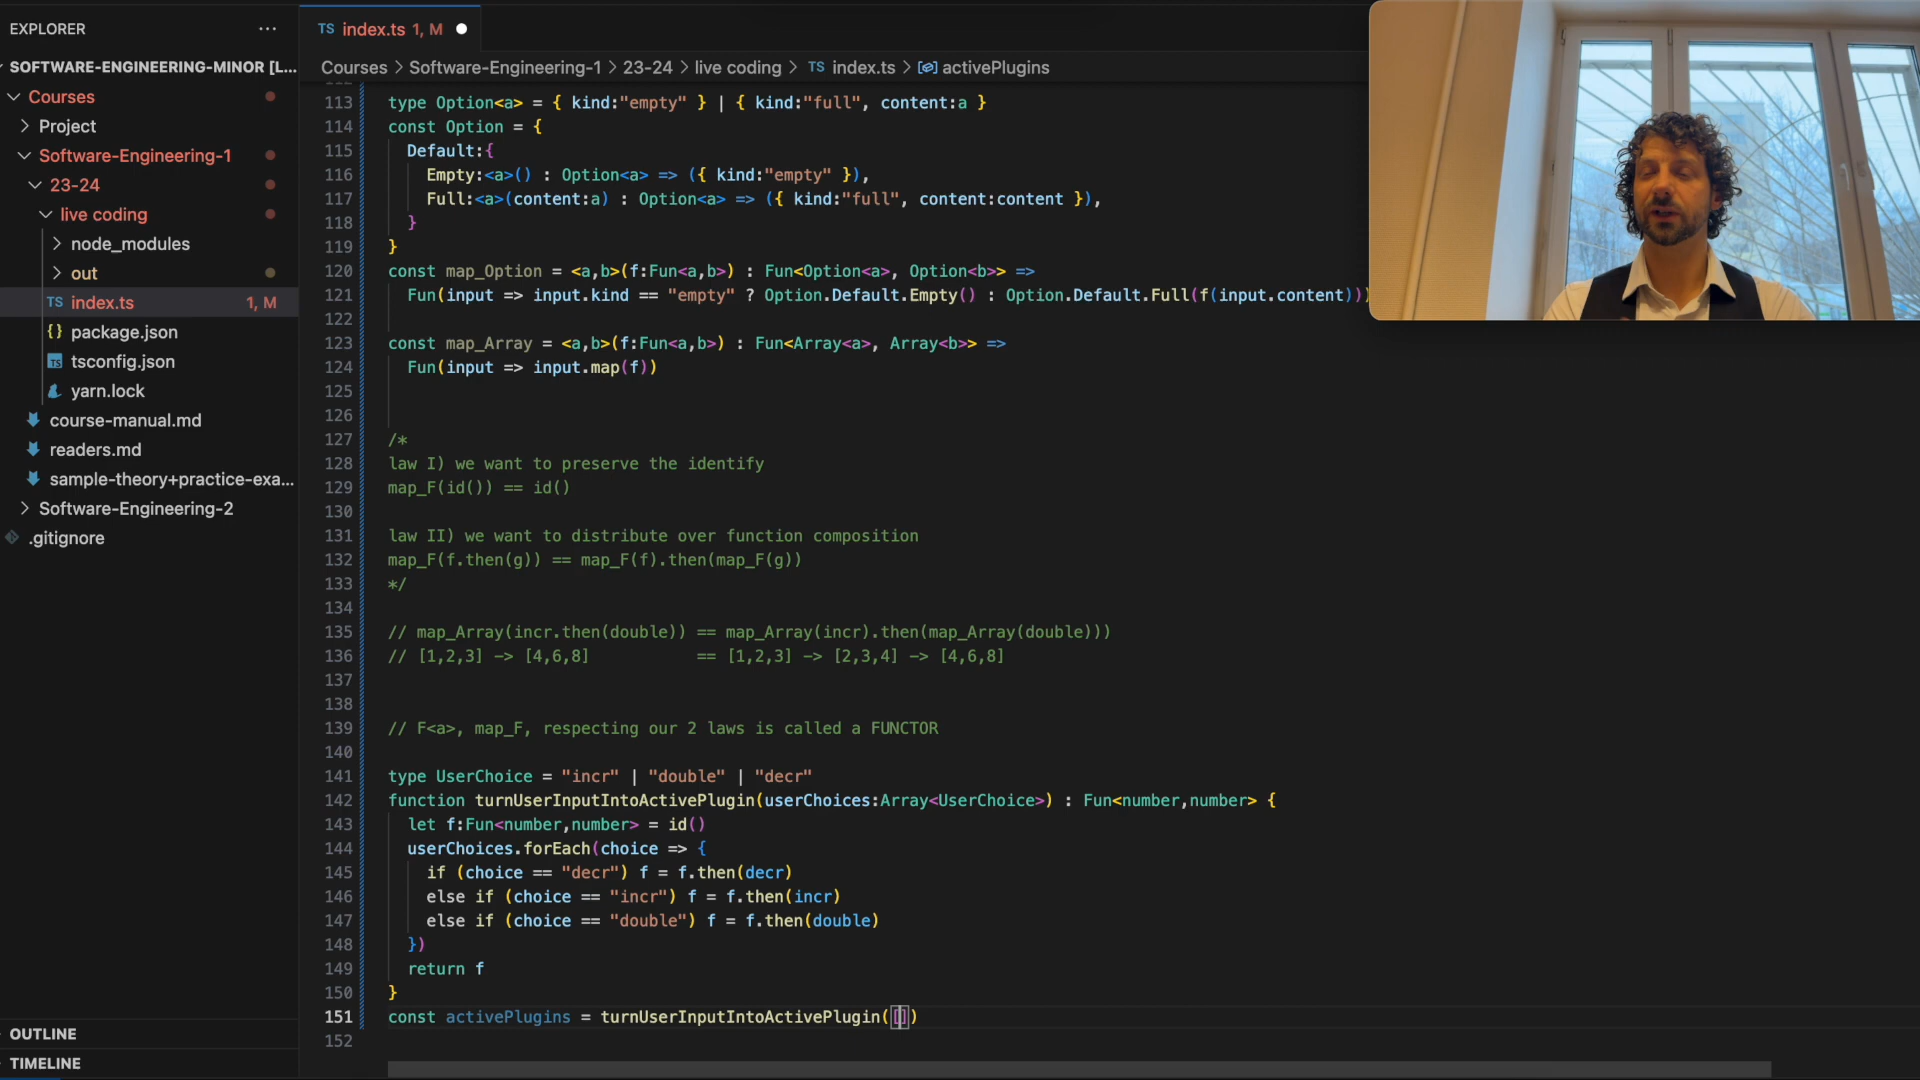 EXPLORER
SOFTWARE-ENGINEERING-MINOR [L...
Courses
Project
Software-Engineering-1
23-24
live coding
node_modules
out
TS index.ts 1, M
{} package.json
TS tsconfig.json
yarn.lock
course-manual.md
readers.md
sample-theory+practice-exa...
Software-Engineering-2
.gitignore
OUTLINE
TIMELINE
TS index.ts 1, M
Courses > Software-Engineering-1 > 23-24 > live coding > TS index.ts > activePlugins
113 type Option<a> = { kind:"empty" } | { kind:"full", content:a }
114 const Option = {
115 Default:{
116 Empty:<a>() : Option<a> => ({ kind:"empty" }),
117 Full:<a>(content:a) : Option<a> => ({ kind:"full", content:content }),
118 }
119 }
120 const map_Option = <a,b>(f:Fun<a,b>) : Fun<Option<a>, Option<b>> =>
121 Fun(input => input.kind == "empty" ? Option.Default.Empty() : Option.Default.Full(f(input.content)))
122
123 const map_Array = <a,b>(f:Fun<a,b>) : Fun<Array<a>, Array<b>> =>
124 Fun(input => input.map(f))
125
126
127 /*
128 law I) we want to preserve the identify
129 map_F(id()) == id()
130
131 law II) we want to distribute over function composition
132 map_F(f.then(g)) == map_F(f).then(map_F(g))
133 */
134
135 // map_Array(incr.then(double)) == map_Array(incr).then(map_Array(double)))
136 // [1,2,3] -> [4,6,8] == [1,2,3] -> [2,3,4] -> [4,6,8]
137
138
139 // F<a>, map_F, respecting our 2 laws is called a FUNCTOR
140
141 type UserChoice = "incr" | "double" | "decr"
142 function turnUserInputIntoActivePlugin(userChoices:Array<UserChoice>) : Fun<number,number> {
143 let f:Fun<number,number> = id()
144 userChoices.forEach(choice => {
145 if (choice == "decr") f = f.then(decr)
146 else if (choice == "incr") f = f.then(incr)
147 else if (choice == "double") f = f.then(double)
148 })
149 return f
150 }
151 const activePlugins = turnUserInputIntoActivePlugin([])
152